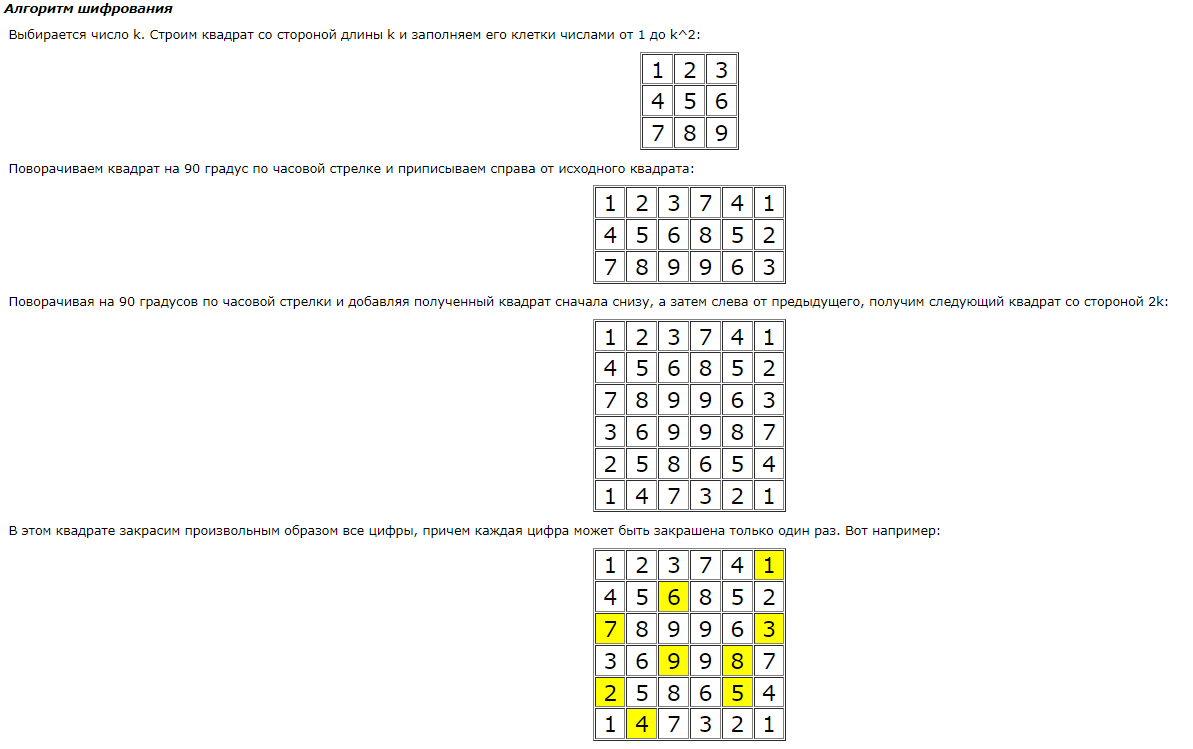 Алгоритм шифрования
Выбирается число k. Строим квадрат со стороной длины k и заполняем его клетки числами от 1 до k^2:
1 2 3
4 5 6
7 8 9
Поворачиваем квадрат на 90 градус по часовой стрелке и приписываем справа от исходного квадрата:
1 2 3 7 4 1
4 5 6 8 5 2
7 8 9 9 6 3
Поворачивая на 90 градусов по часовой стрелки и добавляя полученный квадрат сначала снизу, а затем слева от предыдущего, получим следующий квадрат со стороной 2k:
1 2 3 7 4 1
4 5 6 8 5 2
7 8 9 9 6 3
3 6 9 9 8 7
2 5 8 6 5 4
1 4 7 3 2 1
В этом квадрате закрасим произвольным образом все цифры, причем каждая цифра может быть закрашена только один раз. Вот например:
1 2 3 7 4 1
4 5 6 8 5 2
7 8 9 9 6 3
3 6 9 9 8 7
2 5 8 6 5 4
1 4 7 3 2 1